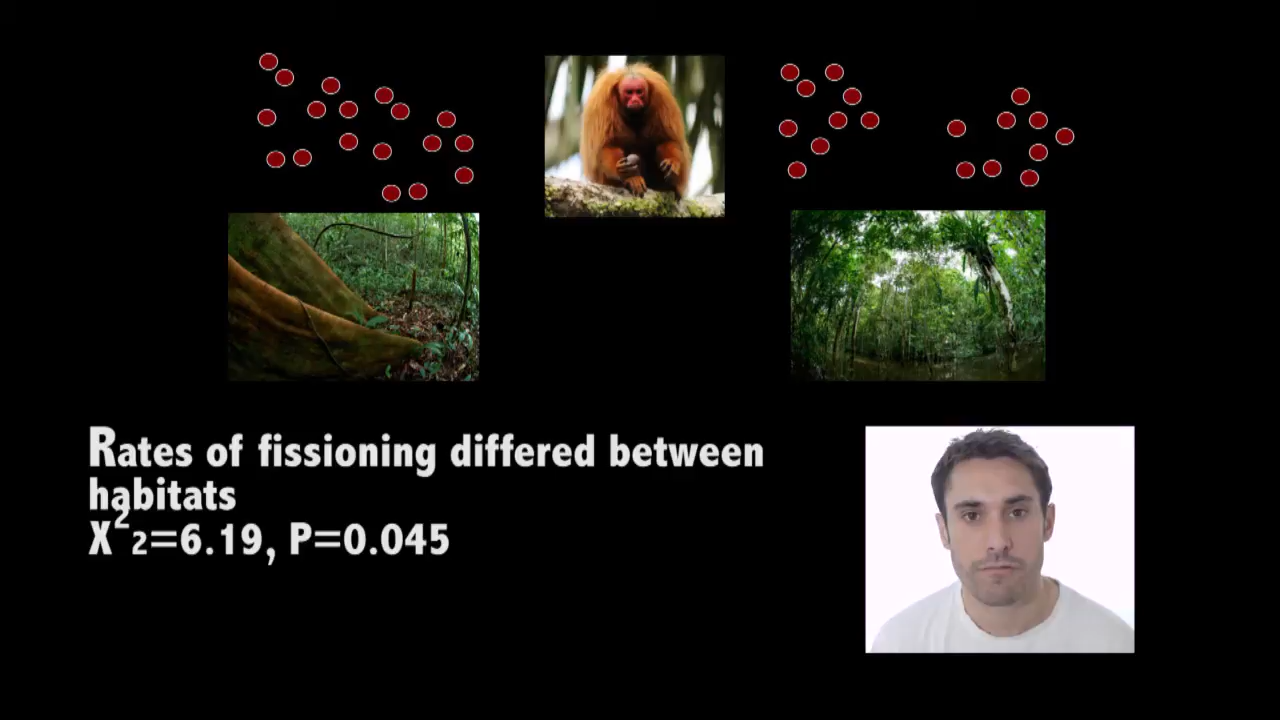 Rates of fissioning differed between
habitats
X²₂=6.19, P=0.045